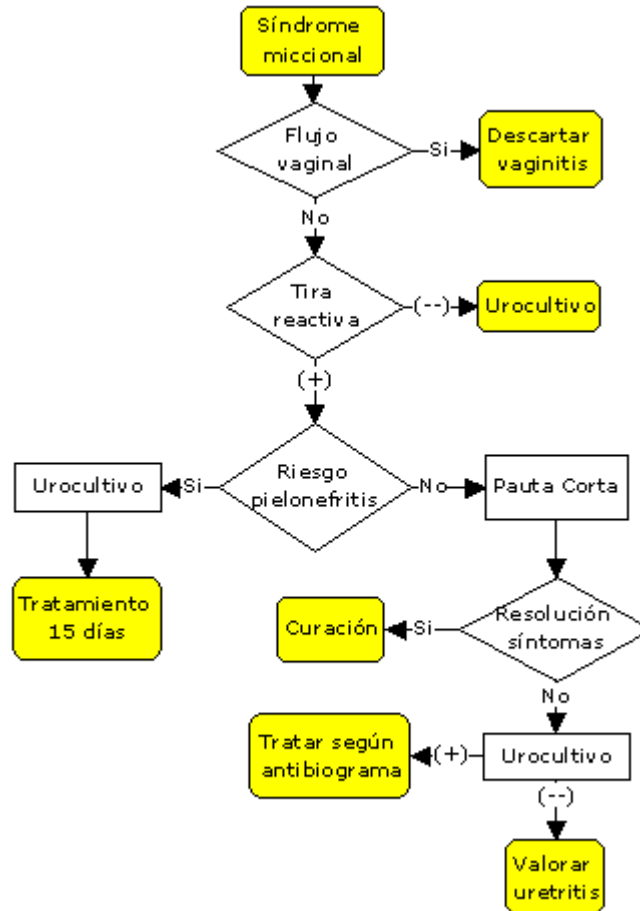 Síndrome
miccional
Flujo
vaginal
Si
Descartar
vaginitis
No
Tira
reactiva
(--)
Urocultivo
(+)
Riesgo
pielonefritis
Si
Urocultivo
No
Pauta Corta
Tratamiento
15 días
Resolución
síntomas
Si
Curación
No
Urocultivo
(+)
Tratar según
antibiograma
(--)
Valorar
uretritis